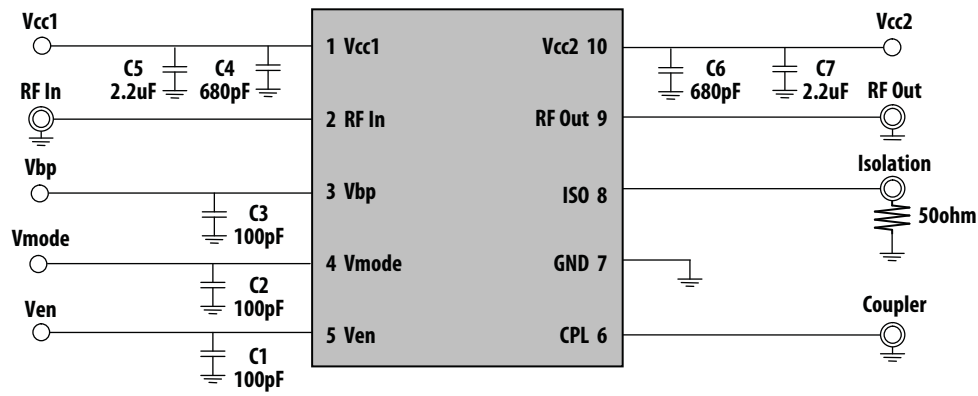 Vcc1
Vcc2
1 Vcc1
Vcc2 10
C5
2.2uF
C4
680pF
C6
680pF
C7
2.2uF
RF In
RF Out
2 RF In
RF Out 9
Vbp
Isolation
3 Vbp
ISO 8
50ohm
C3
100pF
Vmode
4 Vmode
GND 7
C2
100pF
Ven
Coupler
5 Ven
CPL 6
C1
100pF